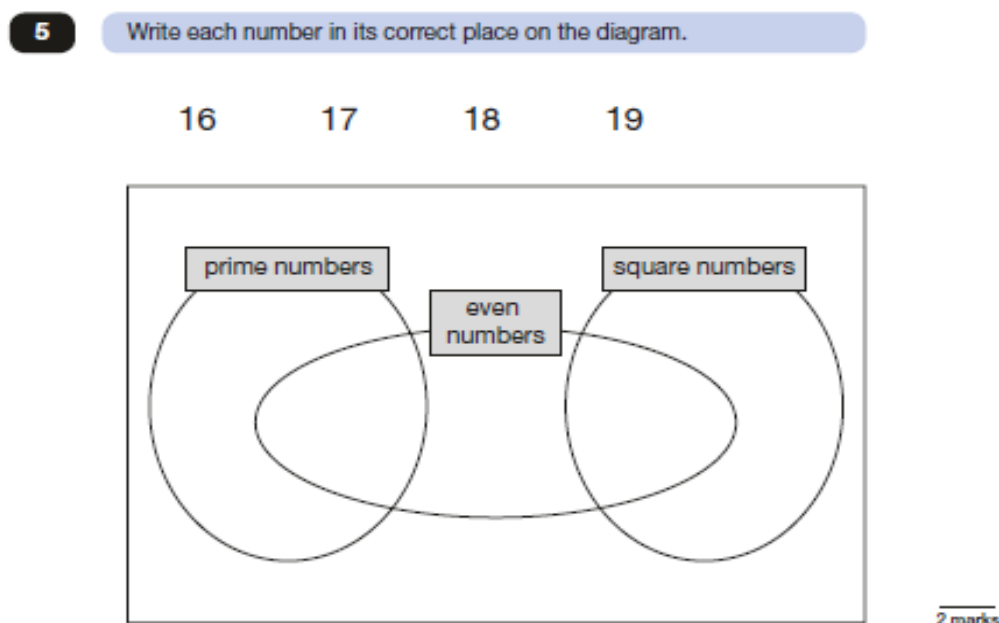 5 Write each number in its correct place on the diagram.
16 17 18 19
prime numbers square numbers
even
numbers
2 marks